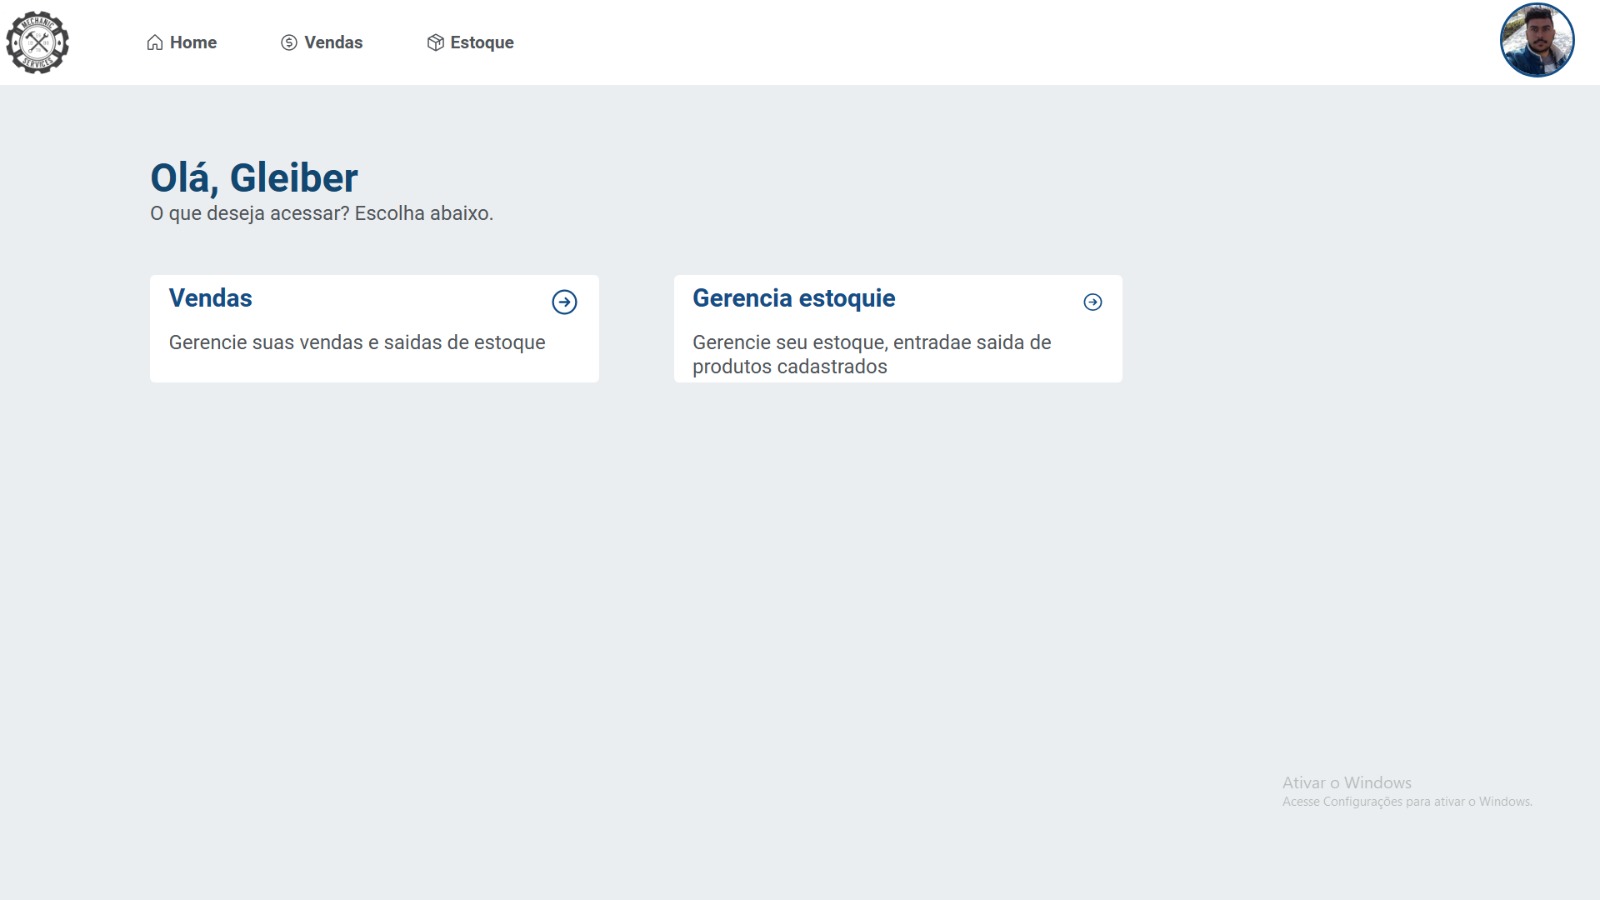 MECHANIC
SERVICES
Home
Vendas
Estoque
Olá, Gleiber
O que deseja acessar? Escolha abaixo.
Vendas
Gerencie suas vendas e saidas de estoque
Gerencia estoquie
Gerencie seu estoque, entradae saida de
produtos cadastrados
Ativar o Windows
Acesse Configurações para ativar o Windows.